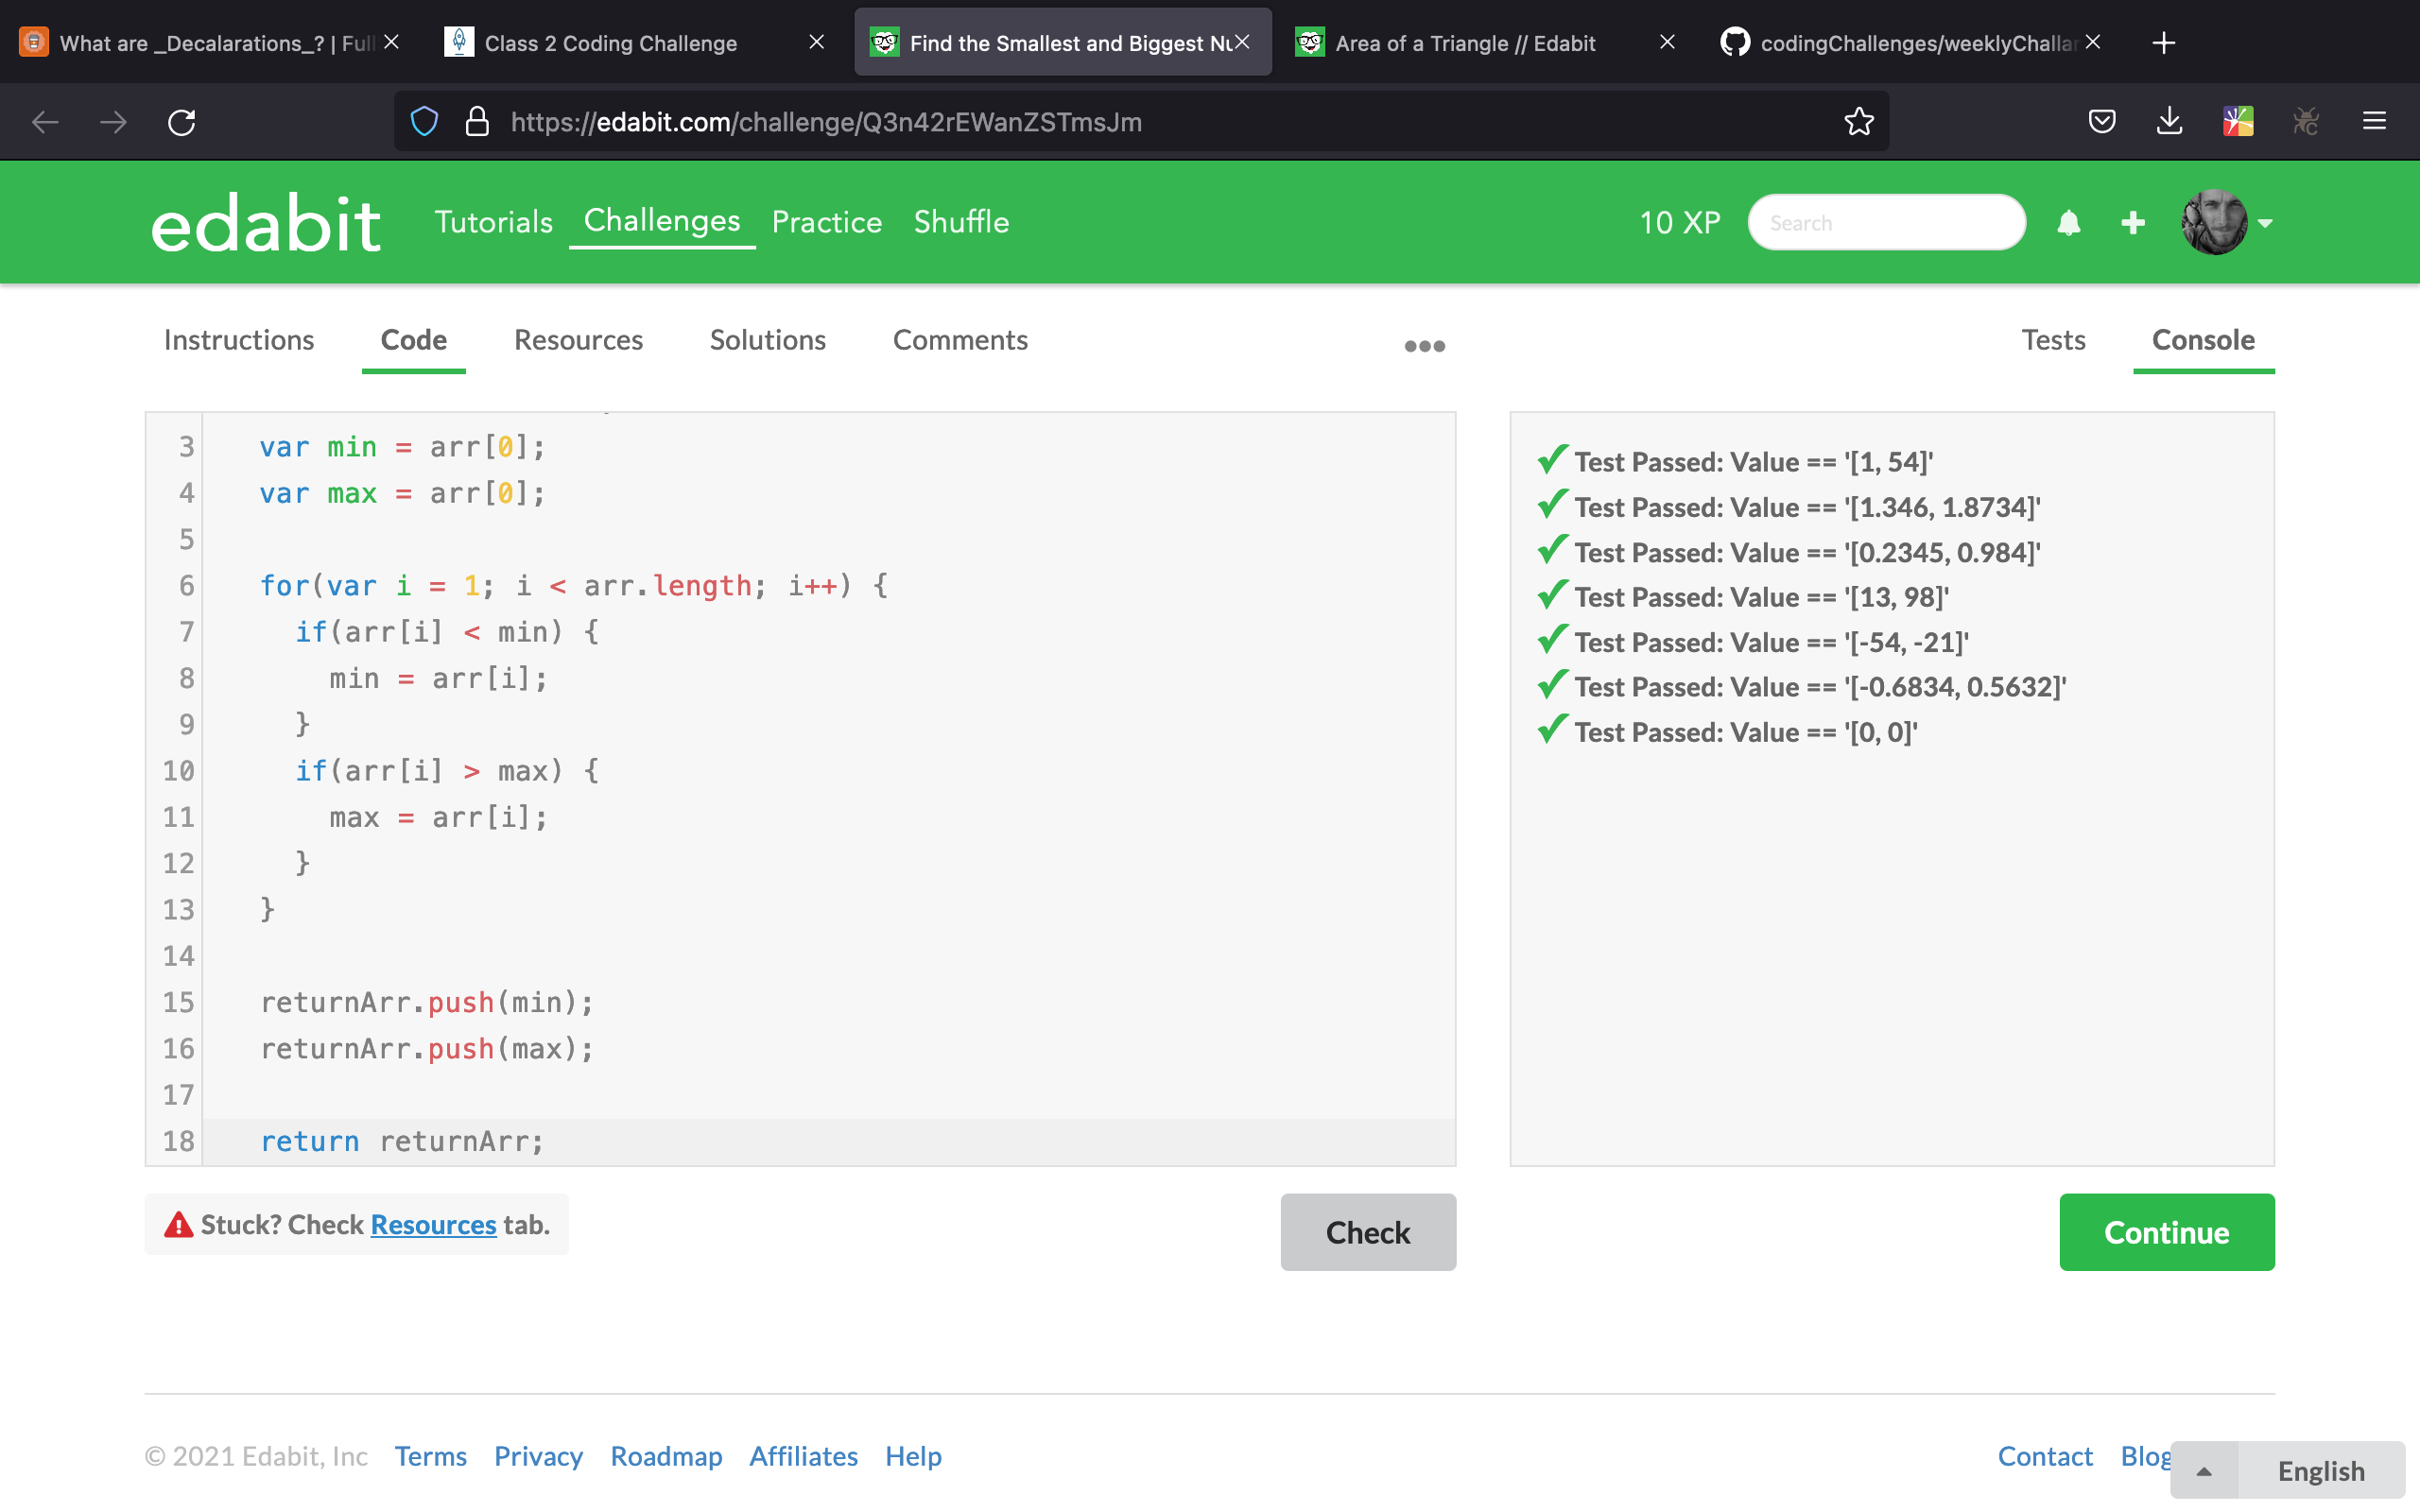 What are _Decalarations_? | Full
Class 2 Coding Challenge
Find the Smallest and Biggest Nu
Area of a Triangle // Edabit
codingChallenges/weeklyChallan
https://edabit.com/challenge/Q3n42rEWanZSTmsJm
edabit
Tutorials
Challenges
Practice
Shuffle
10 XP
Search
Instructions
Code
Resources
Solutions
Comments
Tests
Console
3 var min = arr[0];
4 var max = arr[0];
5
6 for(var i = 1; i < arr.length; i++) {
7 if(arr[i] < min) {
8 min = arr[i];
9 }
10 if(arr[i] > max) {
11 max = arr[i];
12 }
13 }
14
15 returnArr.push(min);
16 returnArr.push(max);
17
18 return returnArr;
Test Passed: Value == '[1, 54]'
Test Passed: Value == '[1.346, 1.8734]'
Test Passed: Value == '[0.2345, 0.984]'
Test Passed: Value == '[13, 98]'
Test Passed: Value == '[-54, -21]'
Test Passed: Value == '[-0.6834, 0.5632]'
Test Passed: Value == '[0, 0]'
Stuck? Check Resources tab.
Check
Continue
© 2021 Edabit, Inc
Terms
Privacy
Roadmap
Affiliates
Help
Contact
Blog
English